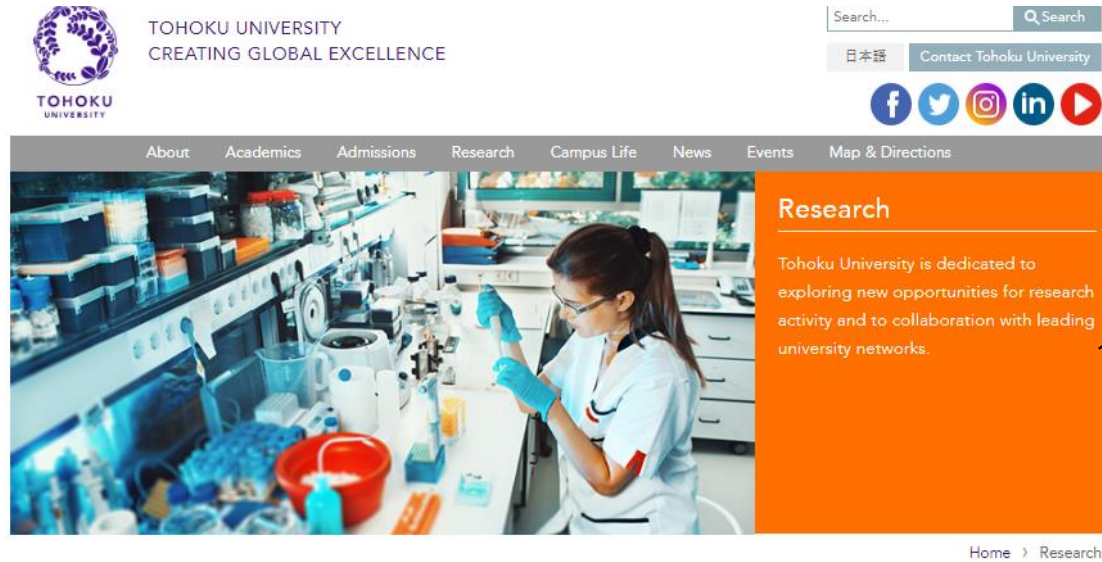 TOHOKU
UNIVERSITY
TOHOKU UNIVERSITY
CREATING GLOBAL EXCELLENCE
Search...
Search
日本語
Contact Tohoku University
About Academics Admissions Research Campus Life News Events Map & Directions
Research
Tohoku University is dedicated to
exploring new opportunities for research
activity and to collaboration with leading
university networks.
Home 〉 Research